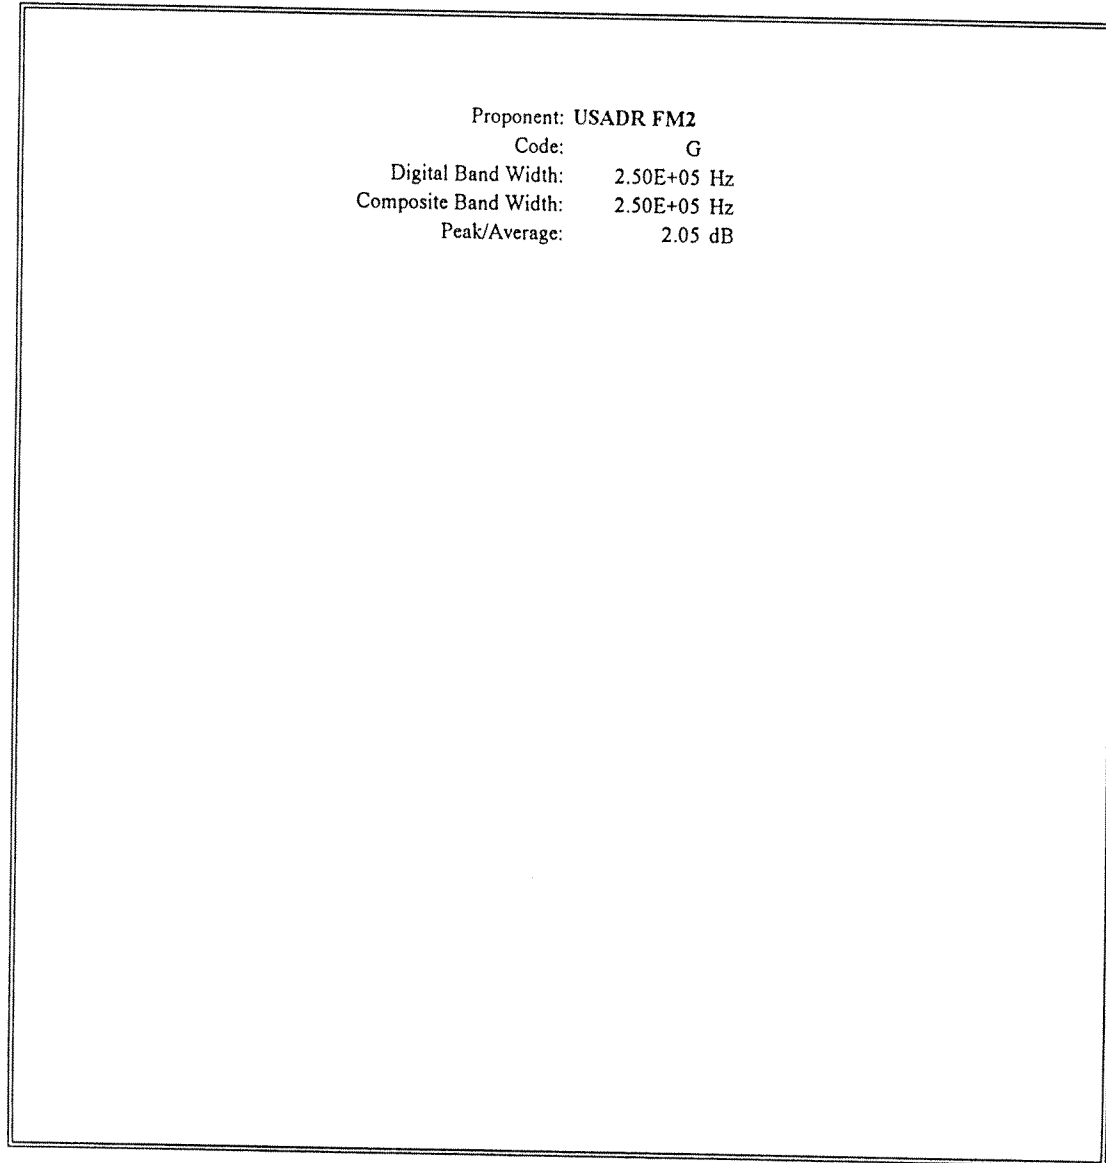 Proponent: USADR FM2
Code: G
Digital Band Width: 2.50E+05 Hz
Composite Band Width: 2.50E+05 Hz
Peak/Average: 2.05 dB